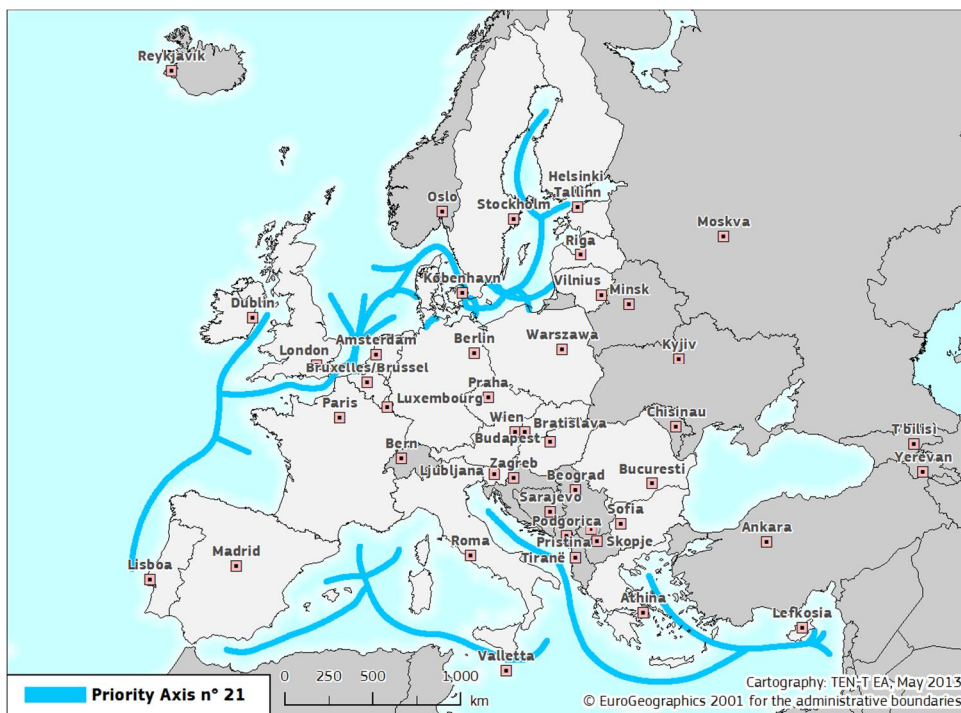 Reykjavik
Helsinki
Tallinn
Oslo
Stockholm
Moskva
Riga
København
Vilnius
Minsk
Dublin
Amsterdam
Berlin
Warszawa
London
Kyjiv
Bruxelles/Brussel
Praha
Paris
Luxembourg
Chisinau
Wien
Bratislava
Budapest
Bern
Tbilisi
Ljubljana
Zagreb
Beograd
Bucuresti
Yerevan
Sarajevo
Sofia
Podgorica
Ankara
Roma
Pristina
Skopje
Madrid
Tiranë
Lisboa
Athina
Lefkosia
Valletta
0 250 500 1,000
km
Priority Axis n° 21
Cartography: TEN-T EA, May 2013
© EuroGeographics 2001 for the administrative boundaries